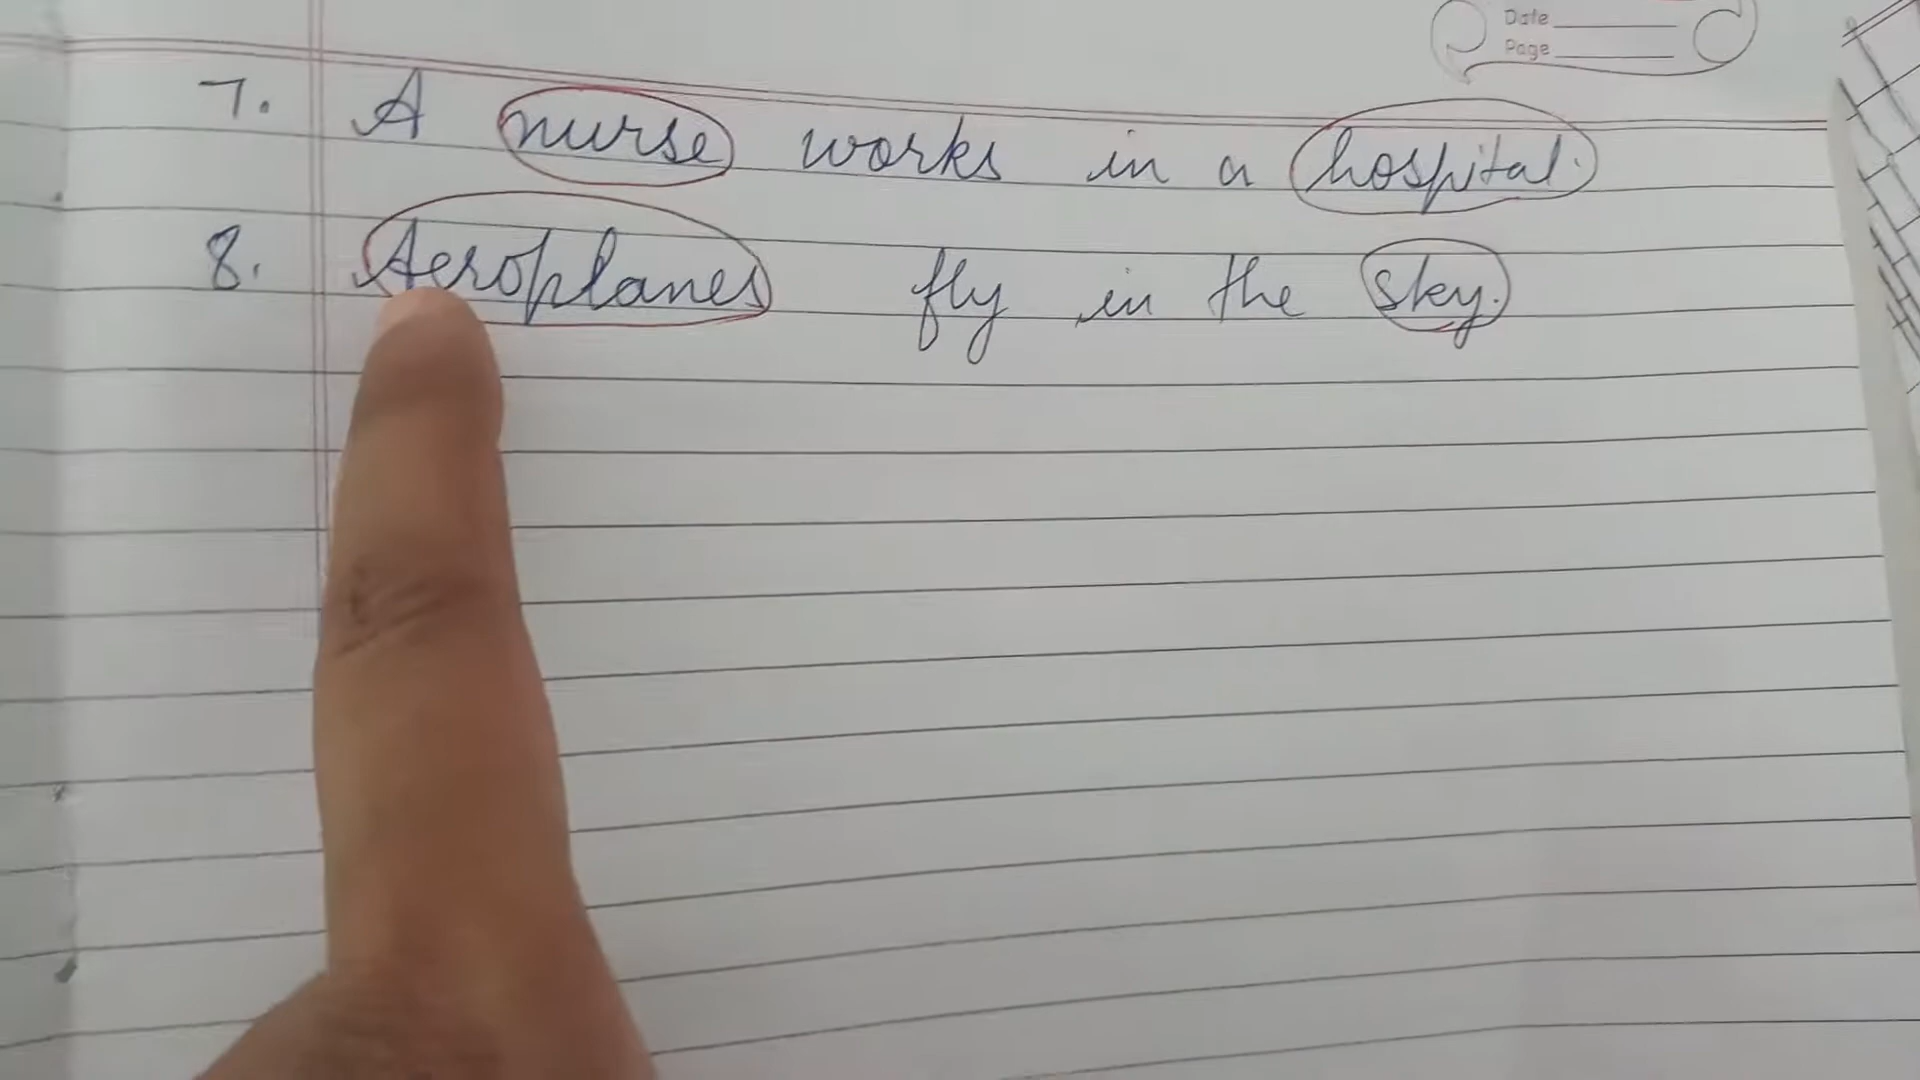 Date
Page
7. A nurse works in a hospital.
8. Aeroplanes fly in the sky.